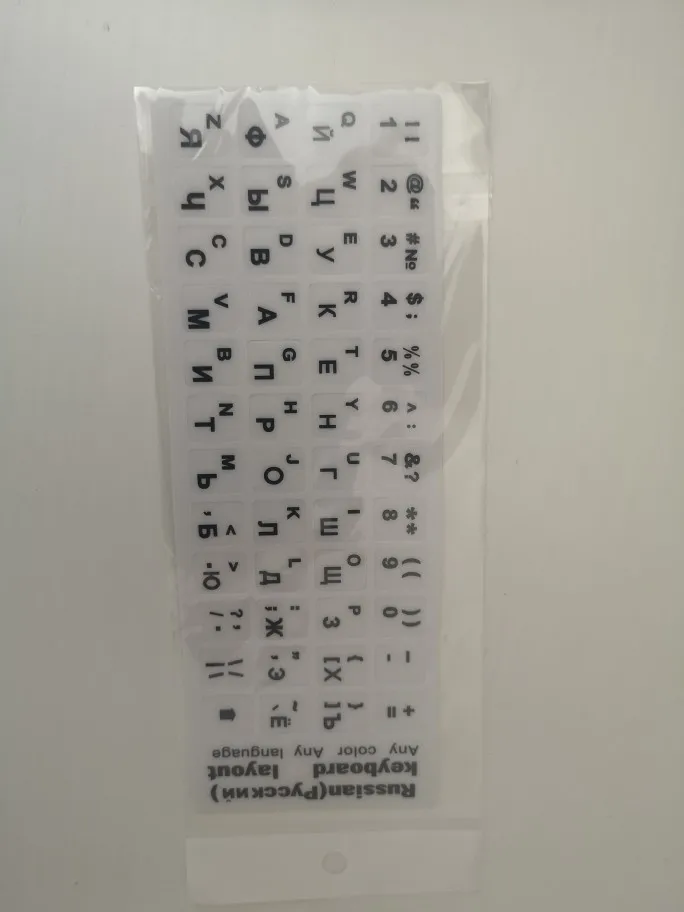 ! ! @ “ # № $ ; % % ^ : & ? * * ( ( ) ) _ +
1 2 3 4 5 6 7 8 9 0 - =
Q W E R T Y U I O P { }
Й Ц У К Е Н Г Ш Щ З [ Х ] Ъ
A S D F G H J K L : " ~
Ф Ы В А П Р О Л Д ; Ж ' Э ` Ё
Z X C V B N M < > ? , \ /
Я Ч С М И Т Ь , Б . Ю / . | |
Russian(Русский)
keyboard layout
Any color Any language